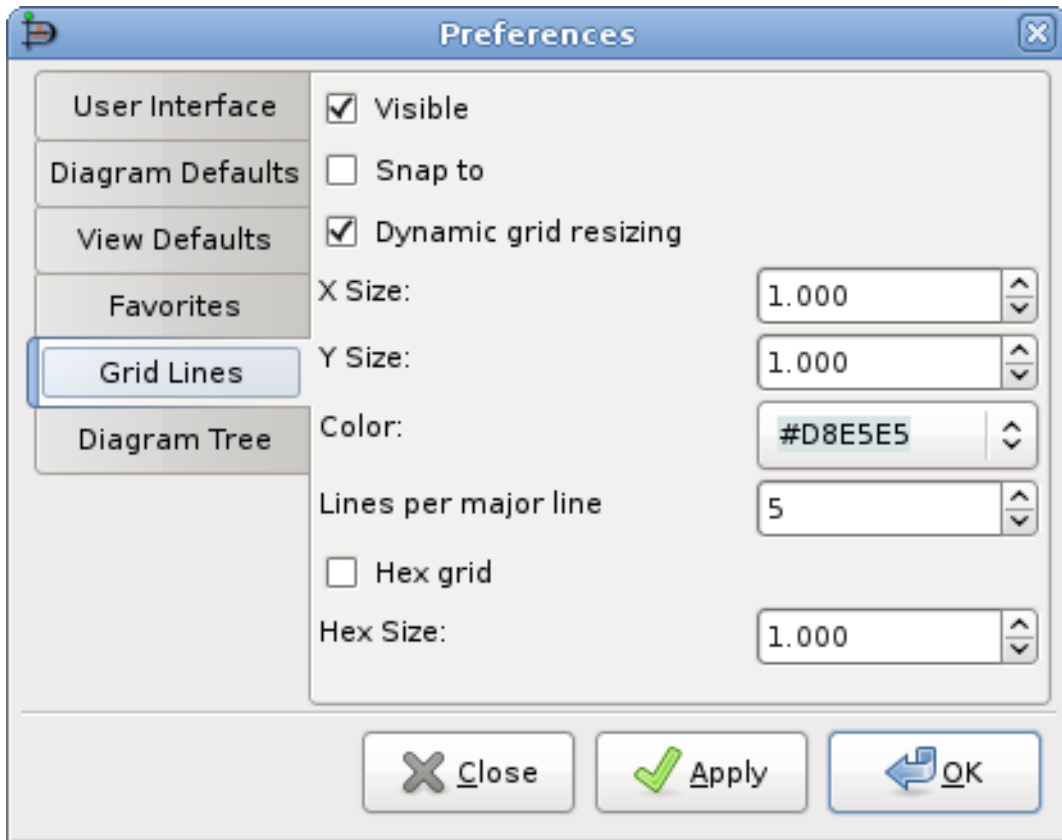 Preferences
User Interface
Diagram Defaults
View Defaults
Favorites
Grid Lines
Diagram Tree
Visible
Snap to
Dynamic grid resizing
X Size: 1.000
Y Size: 1.000
Color: #D8E5E5
Lines per major line 5
Hex grid
Hex Size: 1.000
Close Apply OK